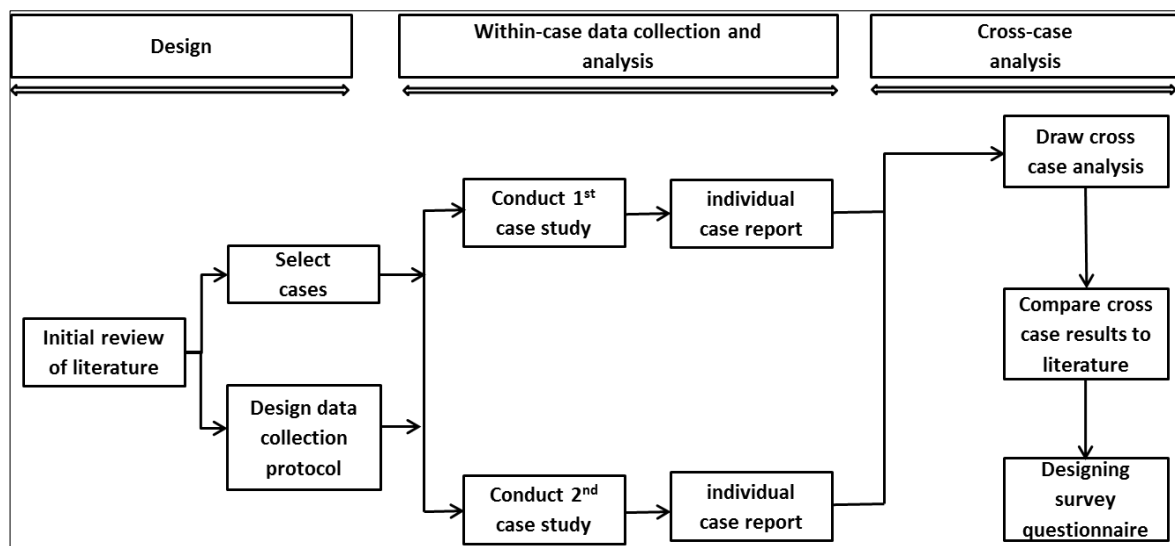 Design
Within-case data collection and
analysis
Cross-case
analysis
Draw cross
case analysis
Conduct 1st
case study
individual
case report
Select
cases
Initial review
of literature
Compare cross
case results to
literature
Design data
collection
protocol
Conduct 2nd
case study
individual
case report
Designing
survey
questionnaire